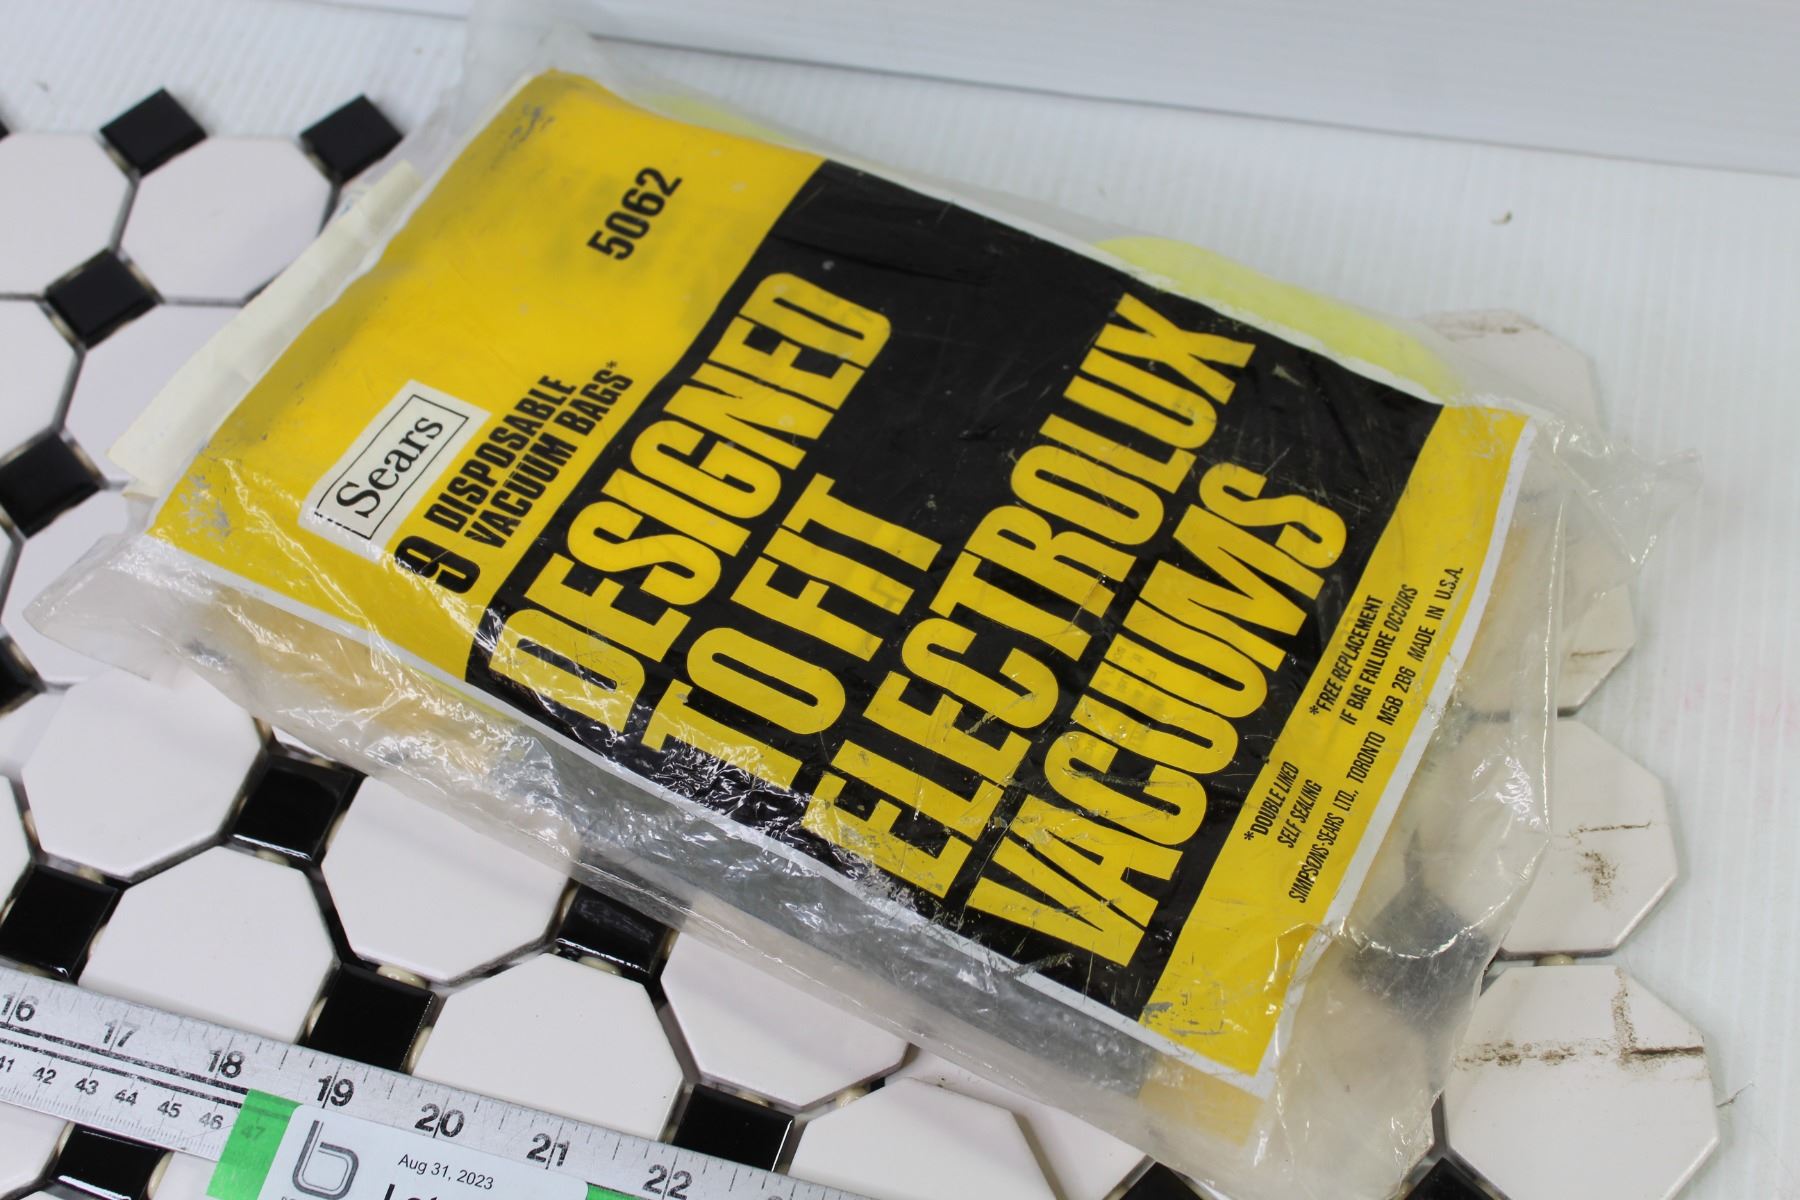 5062
Sears
9 DISPOSABLE
VACUUM BAGS*
DESIGNED
TO FIT
ELECTROLUX
VACUUMS
*FREE REPLACEMENT
IF BAG FAILURE OCCURS
*DOUBLE LINED
SELF SEALING
SIMPSONS-SEARS LTD., TORONTO M5B 2B6 MADE IN U.S.A.
16 17 18 19 20 21 22
41 42 43 44 45 46 47
b
Aug 31, 2023